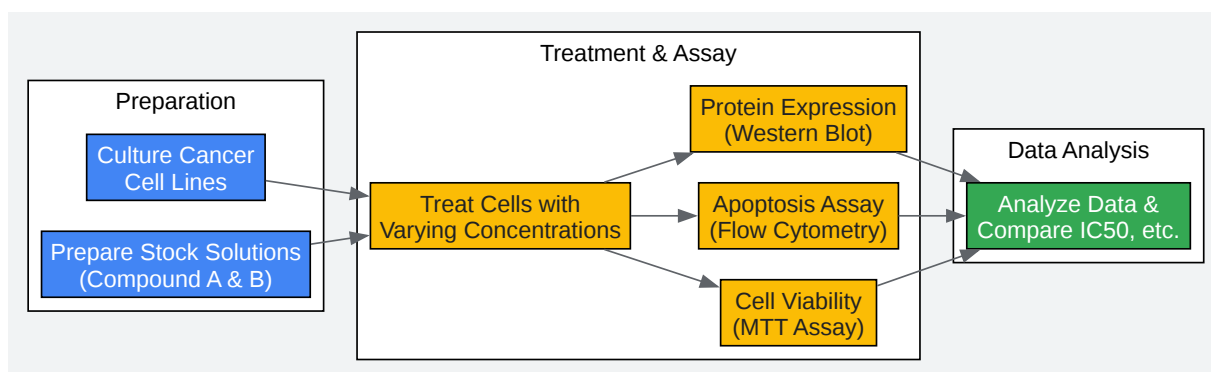 Preparation
Culture Cancer
Cell Lines
Prepare Stock Solutions
(Compound A & B)
Treatment & Assay
Treat Cells with
Varying Concentrations
Protein Expression
(Western Blot)
Apoptosis Assay
(Flow Cytometry)
Cell Viability
(MTT Assay)
Data Analysis
Analyze Data &
Compare IC50, etc.